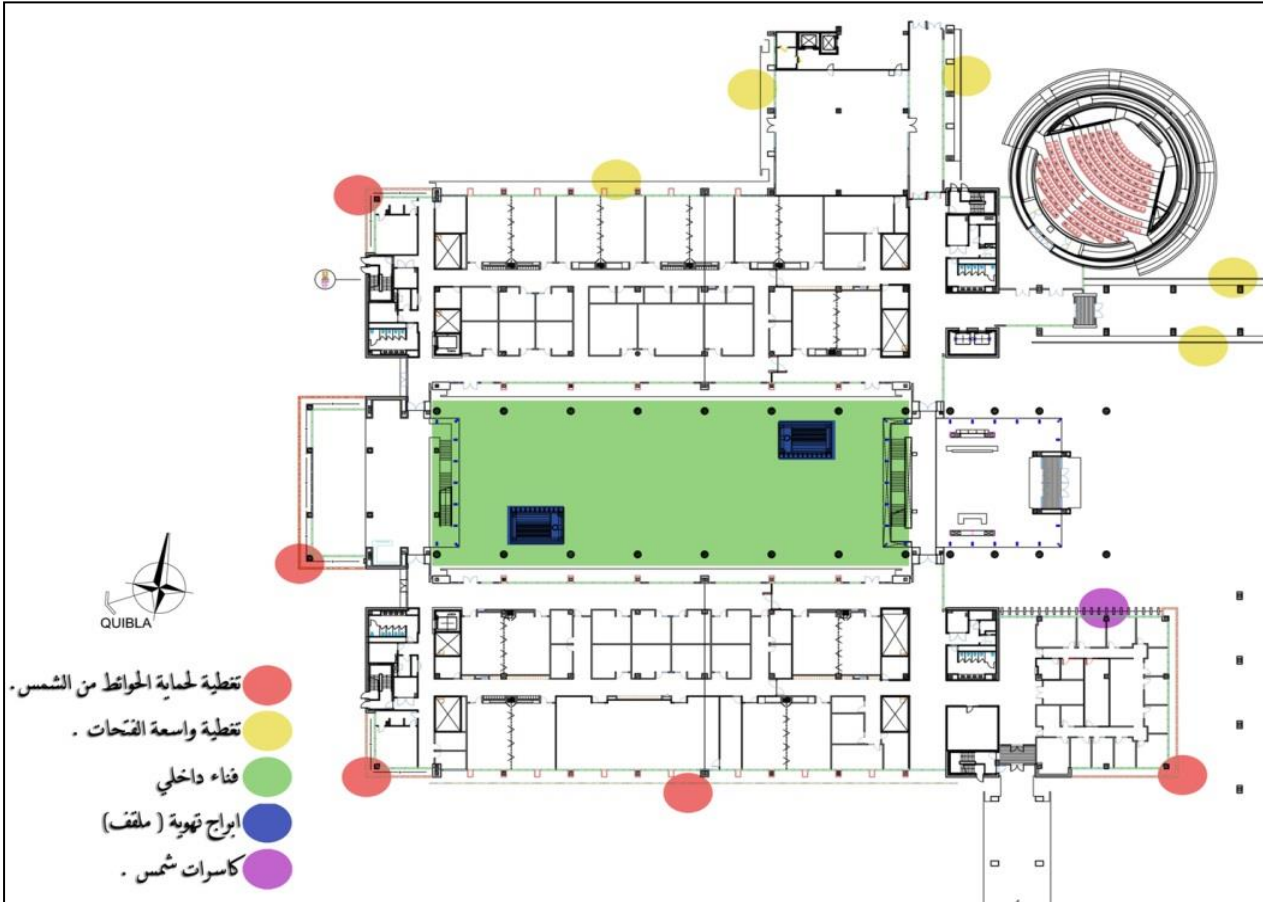 QUIBLA
تغطية لحماية الحوائط من الشمس .
تغطية واسعة الفتحات .
فناء داخلي
ابراج تهوية ( ملقف)
كاسرات شمس .